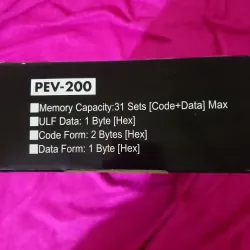 PEV-200
■Memory Capacity:31 Sets [Code+Data] Max
■ULF Data: 1 Byte [Hex]
■Code Form: 2 Bytes [Hex]
■Data Form: 1 Byte [Hex]